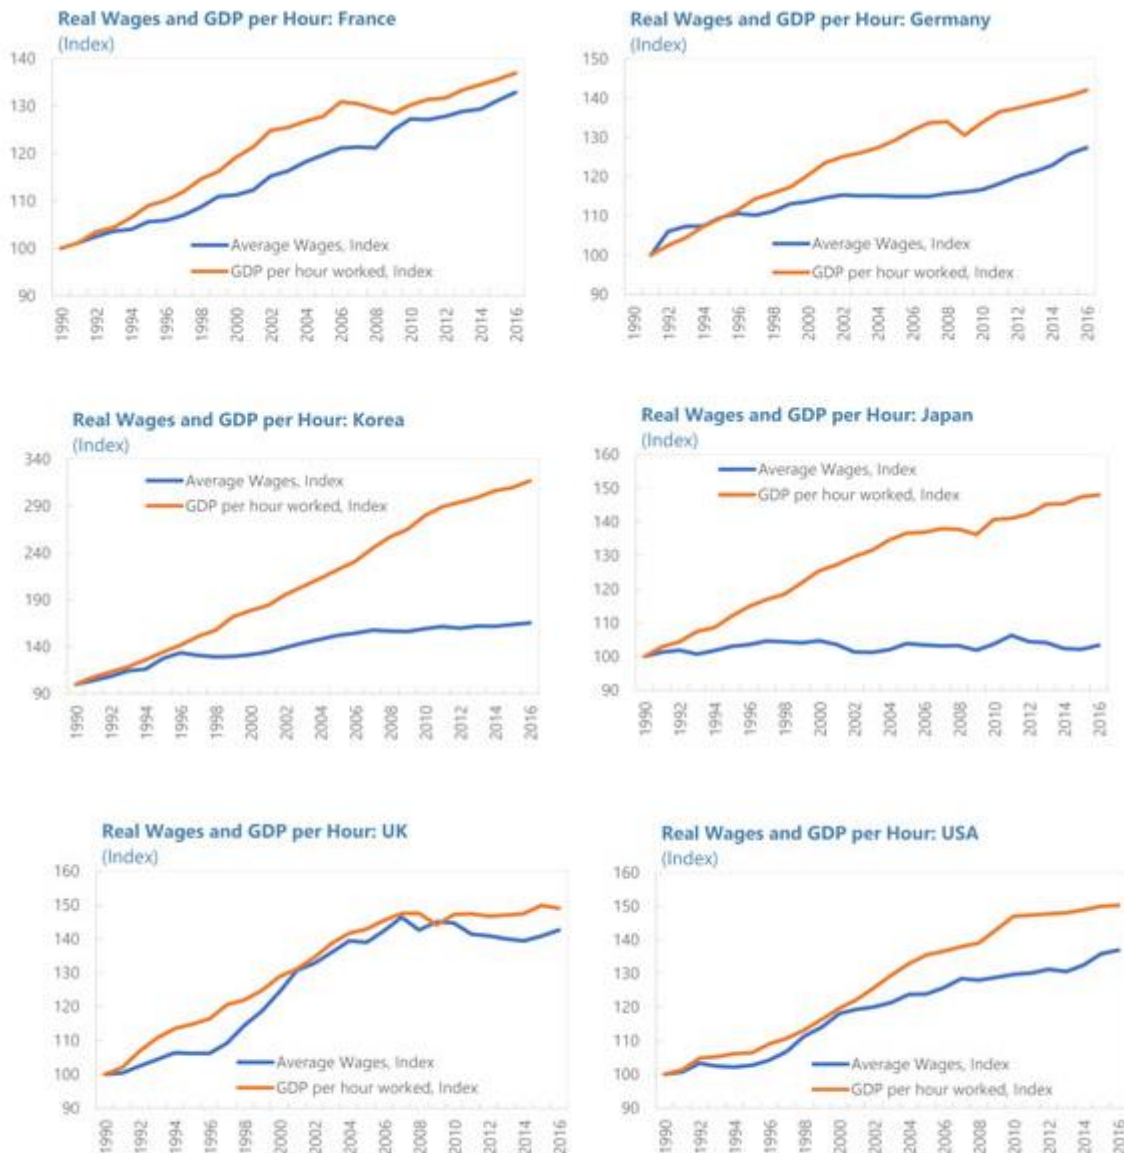 Real Wages and GDP per Hour: France
(Index)
140
130
120
110
100
90
Average Wages, Index
GDP per hour worked, Index
1990 1992 1994 1996 1998 2000 2002 2004 2006 2008 2010 2012 2014 2016
Real Wages and GDP per Hour: Germany
(Index)
150
140
130
120
110
100
90
Average Wages, Index
GDP per hour worked, Index
1990 1992 1994 1996 1998 2000 2002 2004 2006 2008 2010 2012 2014 2016
Real Wages and GDP per Hour: Korea
(Index)
340
290
240
190
140
90
Average Wages, Index
GDP per hour worked, Index
1990 1992 1994 1996 1998 2000 2002 2004 2006 2008 2010 2012 2014 2016
Real Wages and GDP per Hour: Japan
(Index)
160
150
140
130
120
110
100
90
Average Wages, Index
GDP per hour worked, Index
1990 1992 1994 1996 1998 2000 2002 2004 2006 2008 2010 2012 2014 2016
Real Wages and GDP per Hour: UK
(Index)
160
150
140
130
120
110
100
90
Average Wages, Index
GDP per hour worked, Index
1990 1992 1994 1996 1998 2000 2002 2004 2006 2008 2010 2012 2014 2016
Real Wages and GDP per Hour: USA
(Index)
160
150
140
130
120
110
100
90
Average Wages, Index
GDP per hour worked, Index
1990 1992 1994 1996 1998 2000 2002 2004 2006 2008 2010 2012 2014 2016